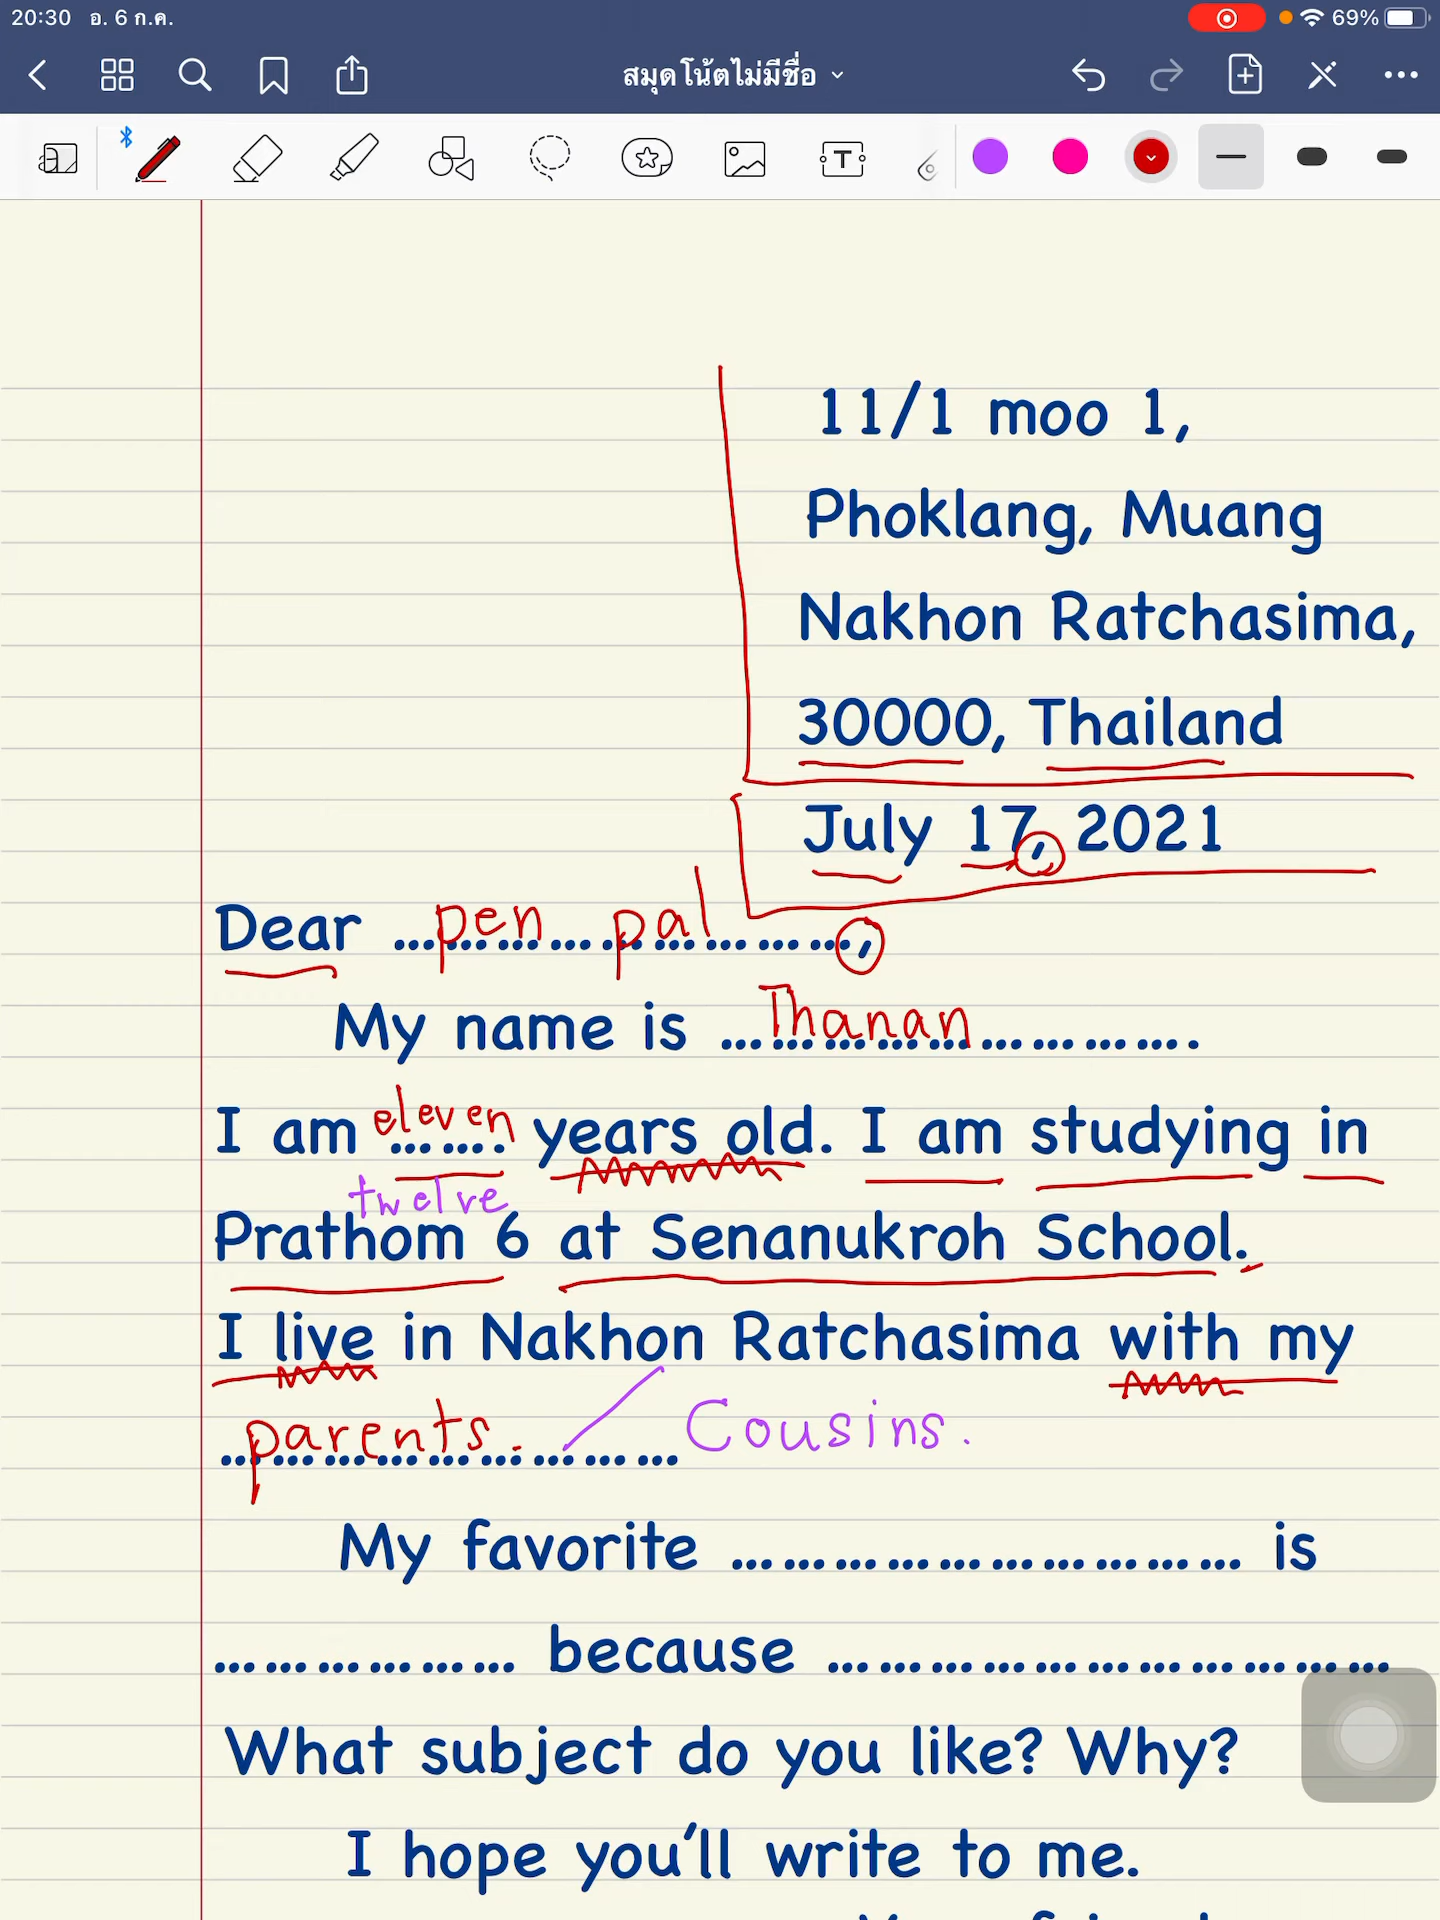 20:30 อ. 6 ก.ค. 69%
สมุดโน้ตไม่มีชื่อ
11/1 moo 1,
Phoklang, Muang
Nakhon Ratchasima,
30000, Thailand
July 17, 2021
Dear ...pen pal...,
My name is ...Thanan....
I am eleven years old. I am studying in
twelve
Prathom 6 at Senanukroh School.
I live in Nakhon Ratchasima with my
parents. / Cousins.
My favorite .............................. is
.................. because ..............................
What subject do you like? Why?
I hope you'll write to me.